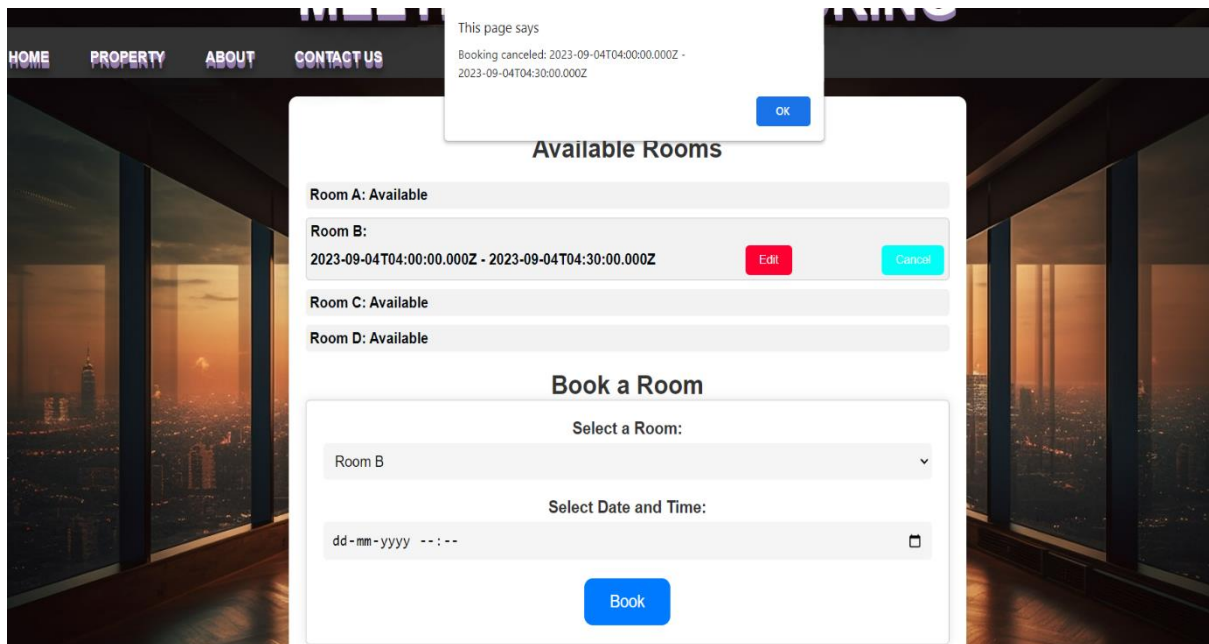 This page says
Booking canceled: 2023-09-04T04:00:00.000Z -
2023-09-04T04:30:00.000Z
OK
HOME PROPERTY ABOUT CONTACT US
Available Rooms
Room A: Available
Room B:
2023-09-04T04:00:00.000Z - 2023-09-04T04:30:00.000Z Edit Cancel
Room C: Available
Room D: Available
Book a Room
Select a Room:
Room B
Select Date and Time:
dd-mm-yyyy --:--
Book